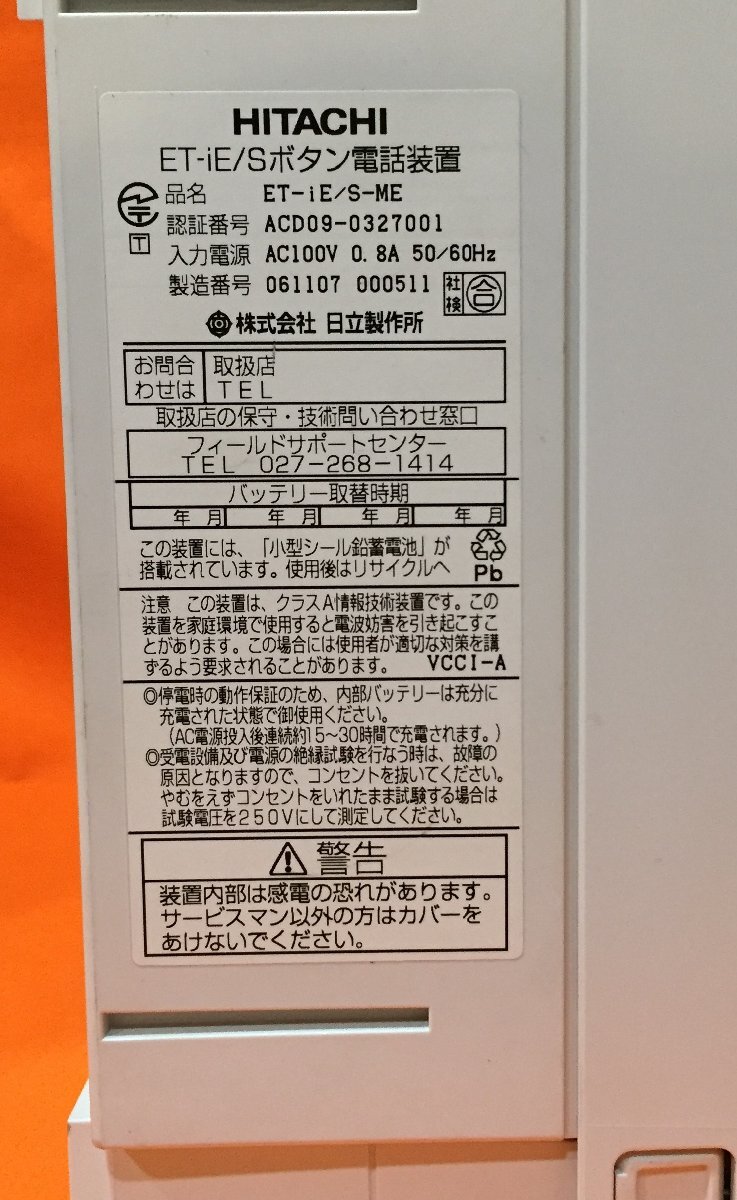 HITACHI
ET-iE/Sボタン電話装置
品名 ET-iE/S-ME
認証番号 ACD09-0327001
T
入力電源 AC100V 0.8A 50/60Hz
製造番号 061107 000511
社検 合
株式会社 日立製作所
お問合わせは
取扱店
TEL
取扱店の保守・技術問い合わせ窓口
フィールドサポートセンター
TEL 027-268-1414
バッテリー取替時期
年 月 年 月 年 月 年 月
この装置には、「小型シール鉛蓄電池」が
搭載されています。使用後はリサイクルへ
Pb
注意 この装置は、クラスA情報技術装置です。この
装置を家庭環境で使用すると電波妨害を引き起こすこ
とがあります。この場合には使用者が適切な対策を講
ずるよう要求されることがあります。 VCCI-A
◎停電時の動作保証のため、内部バッテリーは充分に
充電された状態で御使用ください。
(AC電源投入後連続約15~30時間で充電されます。)
◎受電設備及び電源の絶縁試験を行なう時は、故障の
原因となりますので、コンセントを抜いてください。
やむをえずコンセントをいれたまま試験する場合は
試験電圧を250Vにして測定してください。
警告
装置内部は感電の恐れがあります。
サービスマン以外の方はカバーを
あけないでください。